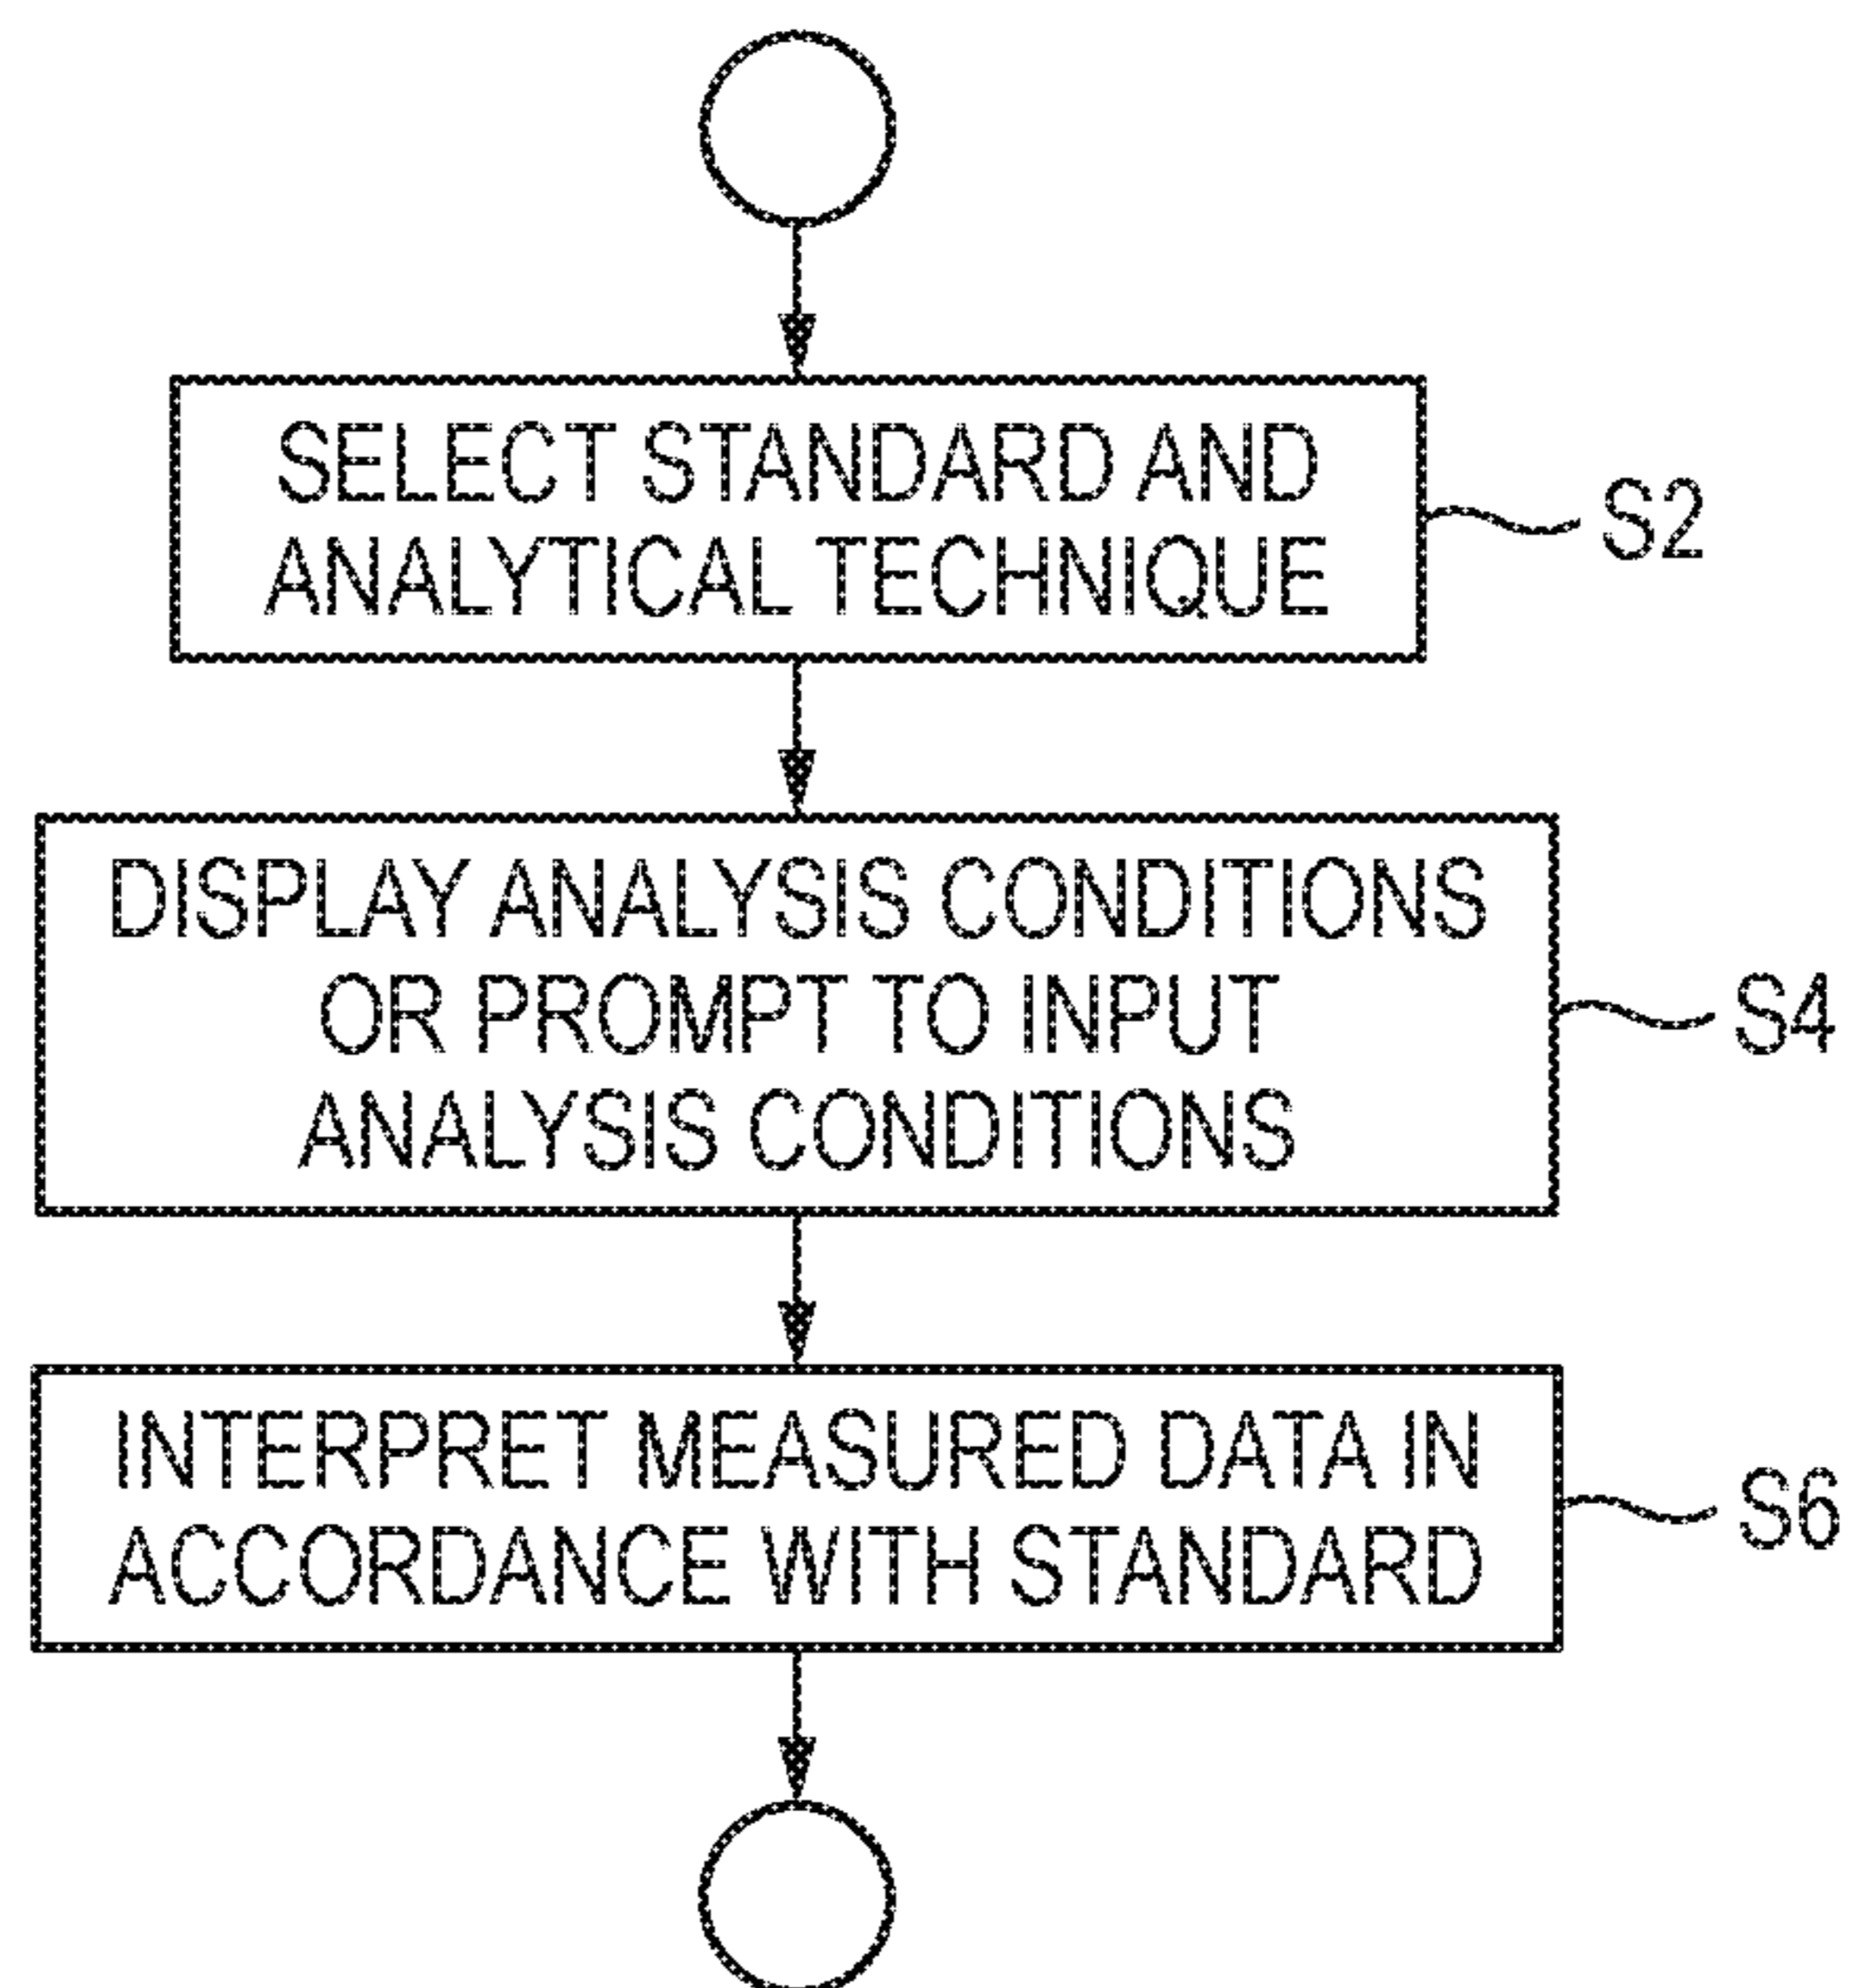 SELECT STANDARD AND
ANALYTICAL TECHNIQUE
S2
DISPLAY ANALYSIS CONDITIONS
OR PROMPT TO INPUT
ANALYSIS CONDITIONS
S4
INTERPRET MEASURED DATA IN
ACCORDANCE WITH STANDARD
S6